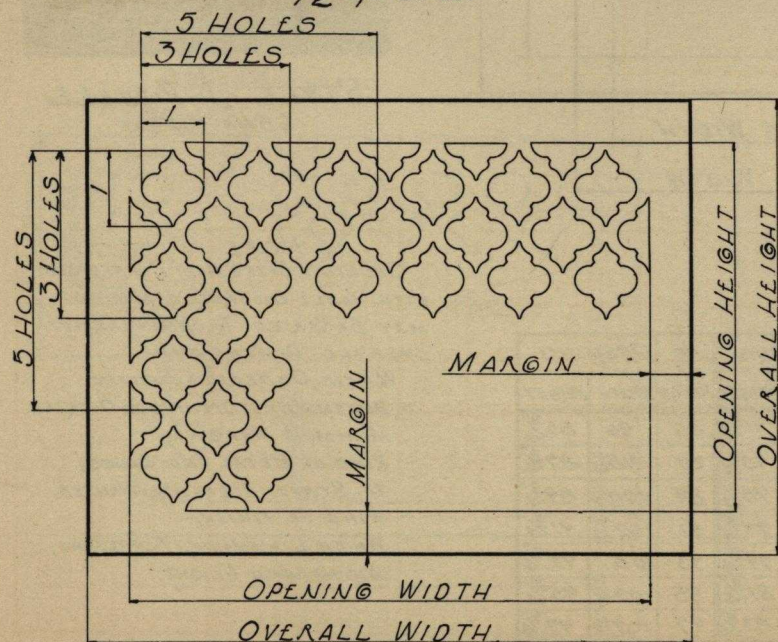 5 HOLES
3 HOLES
1
1
5 HOLES
3 HOLES
MARGIN
MARGIN
OPENING HEIGHT
OVERALL HEIGHT
OPENING WIDTH
OVERALL WIDTH